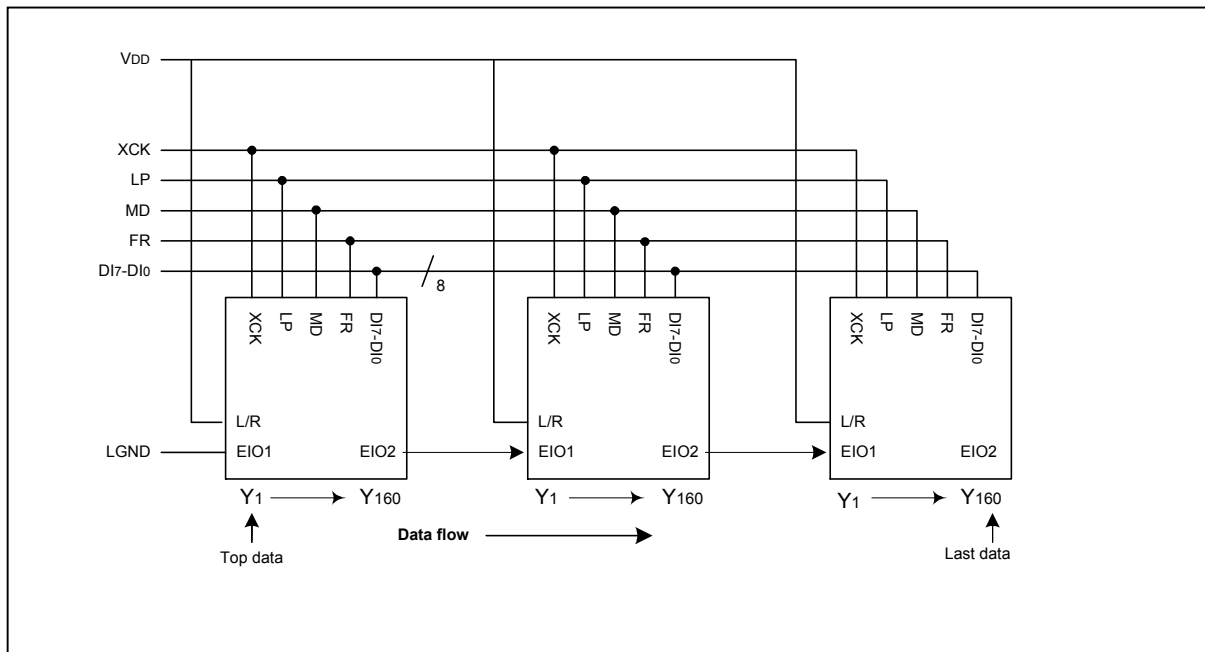 VDD
XCK
LP
MD
FR
DI7-DI0
8
XCK LP MD FR DI7-DI0
XCK LP MD FR DI7-DI0
XCK LP MD FR DI7-DI0
L/R
L/R
L/R
LGND
EIO1 EIO2
EIO1 EIO2
EIO1 EIO2
Y1 Y160
Y1 Y160
Y1 Y160
Top data
Data flow
Last data